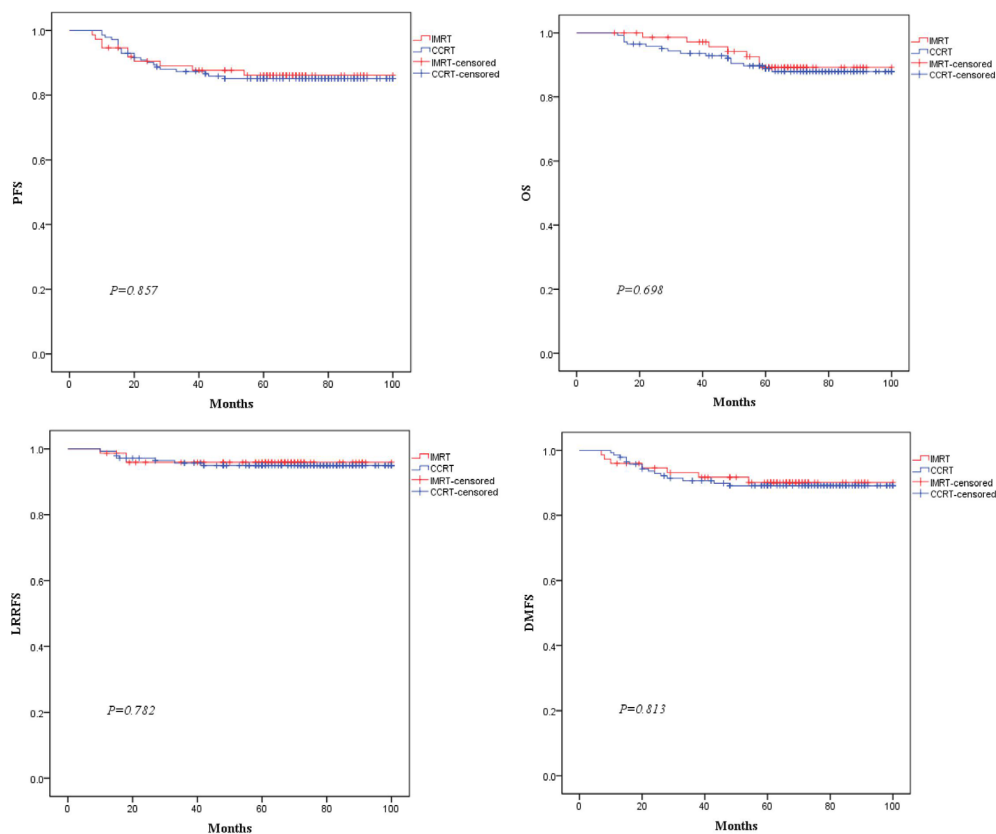 1.0
0.8
0.6
0.4
0.2
0.0
PFS
P=0.857
0 20 40 60 80 100
Months
IMRT
CCRT
IMRT-censored
CCRT-censored
1.0
0.8
0.6
0.4
0.2
0.0
OS
P=0.698
0 20 40 60 80 100
Months
IMRT
CCRT
IMRT-censored
CCRT-censored
1.0
0.8
0.6
0.4
0.2
0.0
LRRFS
P=0.782
0 20 40 60 80 100
Months
IMRT
CCRT
IMRT-censored
CCRT-censored
1.0
0.8
0.6
0.4
0.2
0.0
DMFS
P=0.813
0 20 40 60 80 100
Months
IMRT
CCRT
IMRT-censored
CCRT-censored